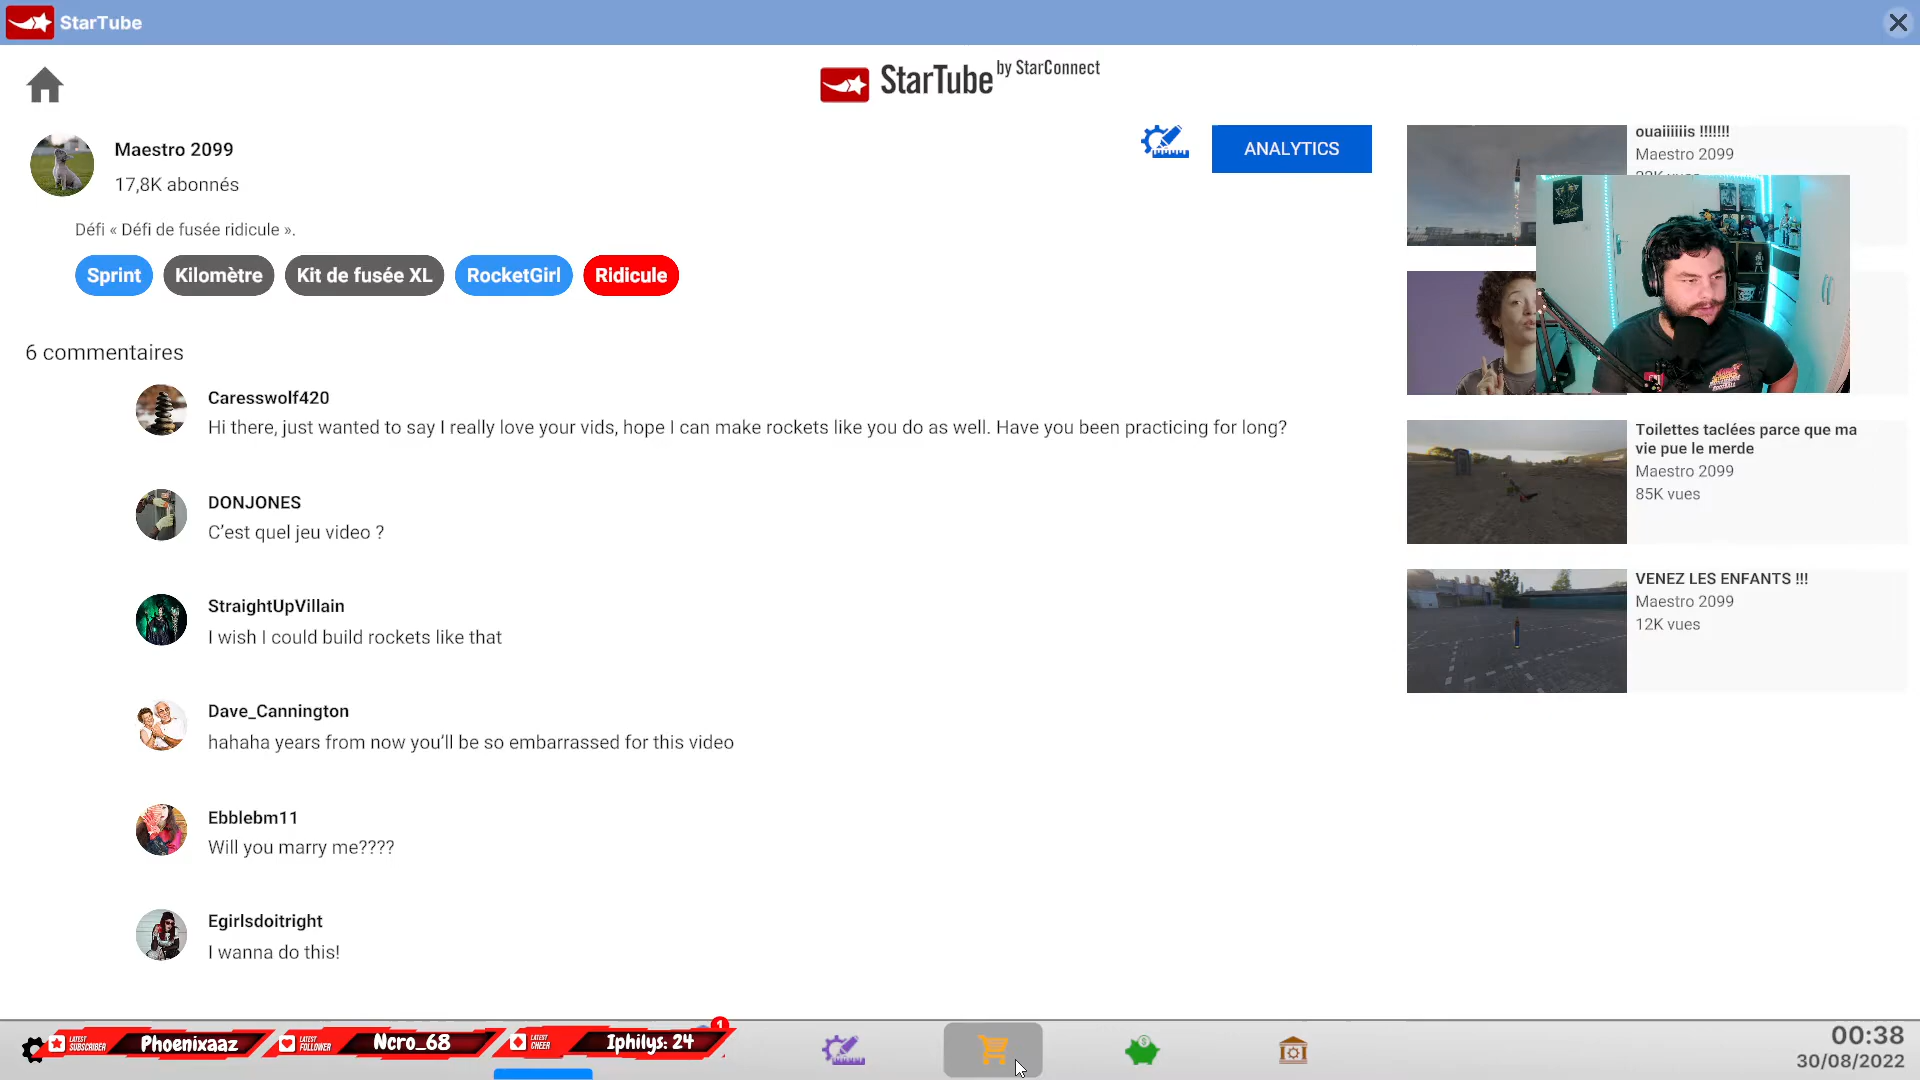 StarTube
StarTube by StarConnect
Maestro 2099
17,8K abonnés
ANALYTICS
Défi « Défi de fusée ridicule ».
Sprint
Kilomètre
Kit de fusée XL
RocketGirl
Ridicule
6 commentaires
Caresswolf420
Hi there, just wanted to say I really love your vids, hope I can make rockets like you do as well. Have you been practicing for long?
DONJONES
C’est quel jeu video ?
StraightUpVillain
I wish I could build rockets like that
Dave_Cannington
hahaha years from now you’ll be so embarrassed for this video
Ebblebm11
Will you marry me????
Egirlsdoitright
I wanna do this!
ouaiiiiiis !!!!!!!
Maestro 2099
Toilettes taclées parce que ma
vie pue le merde
Maestro 2099
85K vues
VENEZ LES ENFANTS !!!
Maestro 2099
12K vues
LATEST SUBSCRIBER
Phoenixaaz
LATEST FOLLOWER
Ncro_68
LATEST CHEER
Iphilys: 24
1
00:38
30/08/2022